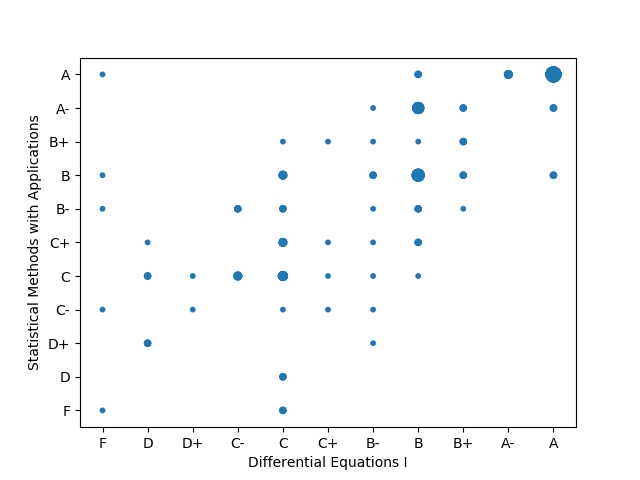 A
A-
B+
B
B-
C+
C
C-
D+
D
F
Statistical Methods with Applications
F D D+ C- C C+ B- B B+ A- A
Differential Equations I